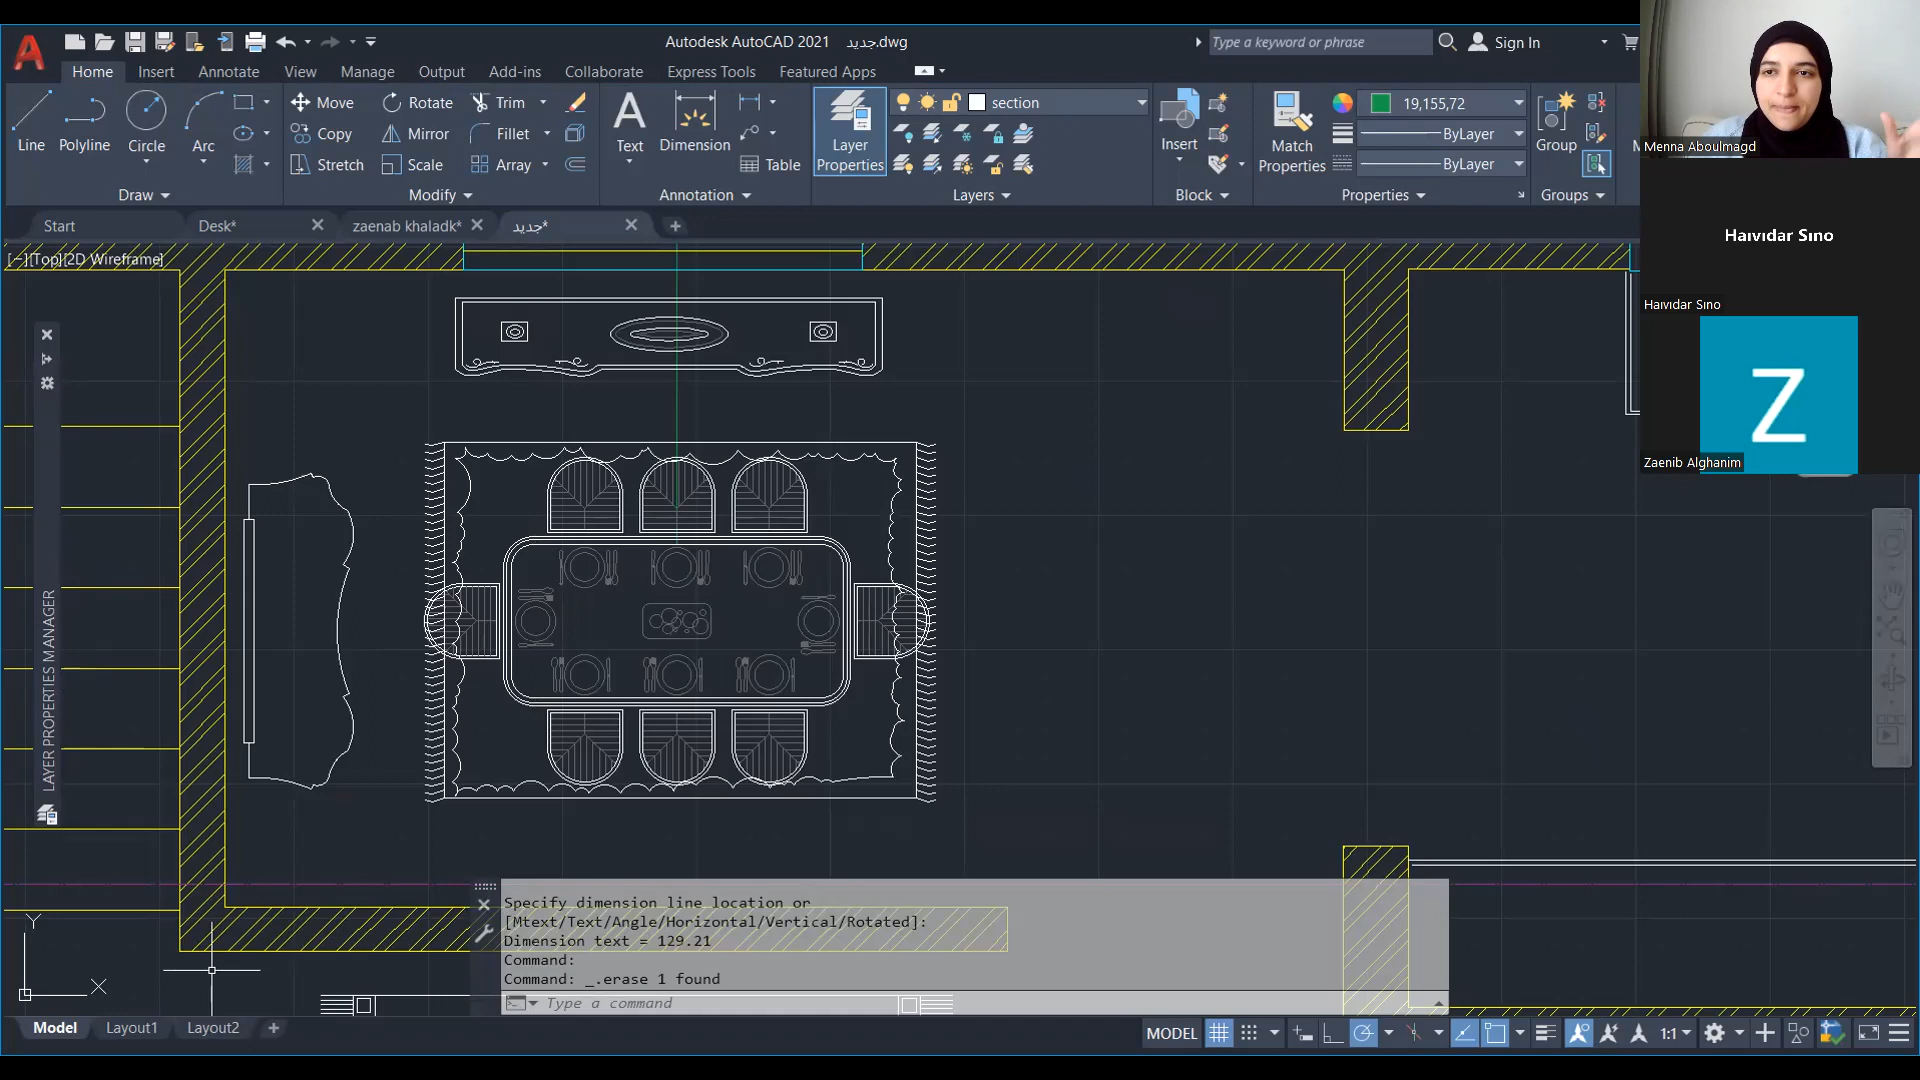 Autodesk AutoCAD 2021 جديد.dwg
Type a keyword or phrase
Sign In
Home Insert Annotate View Manage Output Add-ins Collaborate Express Tools Featured Apps
Line Polyline Circle Arc
Move Rotate Trim
Copy Mirror Fillet
Stretch Scale Array
Text Dimension Table
Layer Properties
section
Insert
Match Properties
19,155,72
ByLayer
ByLayer
Group
Draw Modify Annotation Layers Block Properties Groups
Start Desk* zaenab khaladk* جديد*
[−][Top][2D Wireframe]
LAYER PROPERTIES MANAGER
Y
X
Specify dimension line location or
[Mtext/Text/Angle/Horizontal/Vertical/Rotated]:
Dimension text = 129.21
Command:
Command: _.erase 1 found
Type a command
Model Layout1 Layout2
MODEL
1:1
Menna Aboulmagd
Haıvıdar Sıno
Haıvıdar Sıno
Z
Zaenib Alghanim